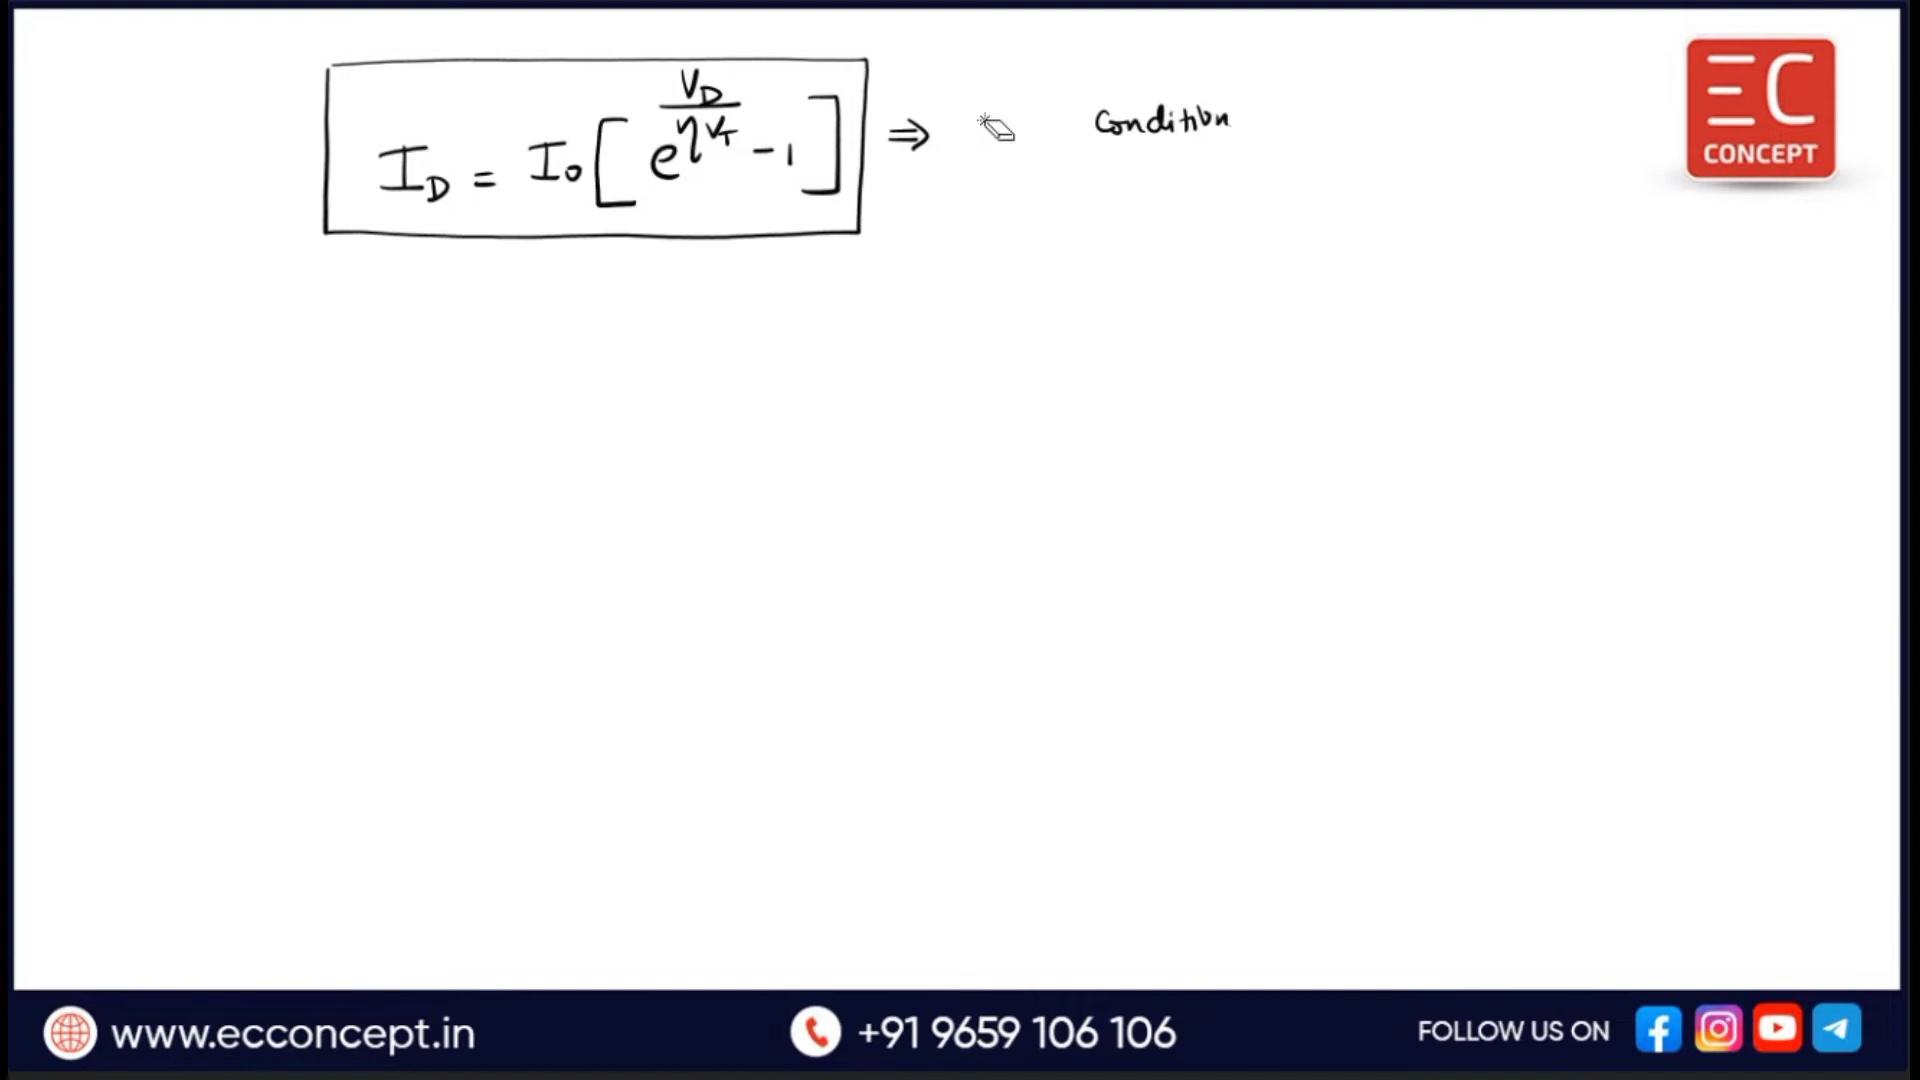 I_D = I_0 [ e^{V_D / ηV_T} - 1 ] ⇒ Condition
EC
CONCEPT
www.ecconcept.in +91 9659 106 106 FOLLOW US ON